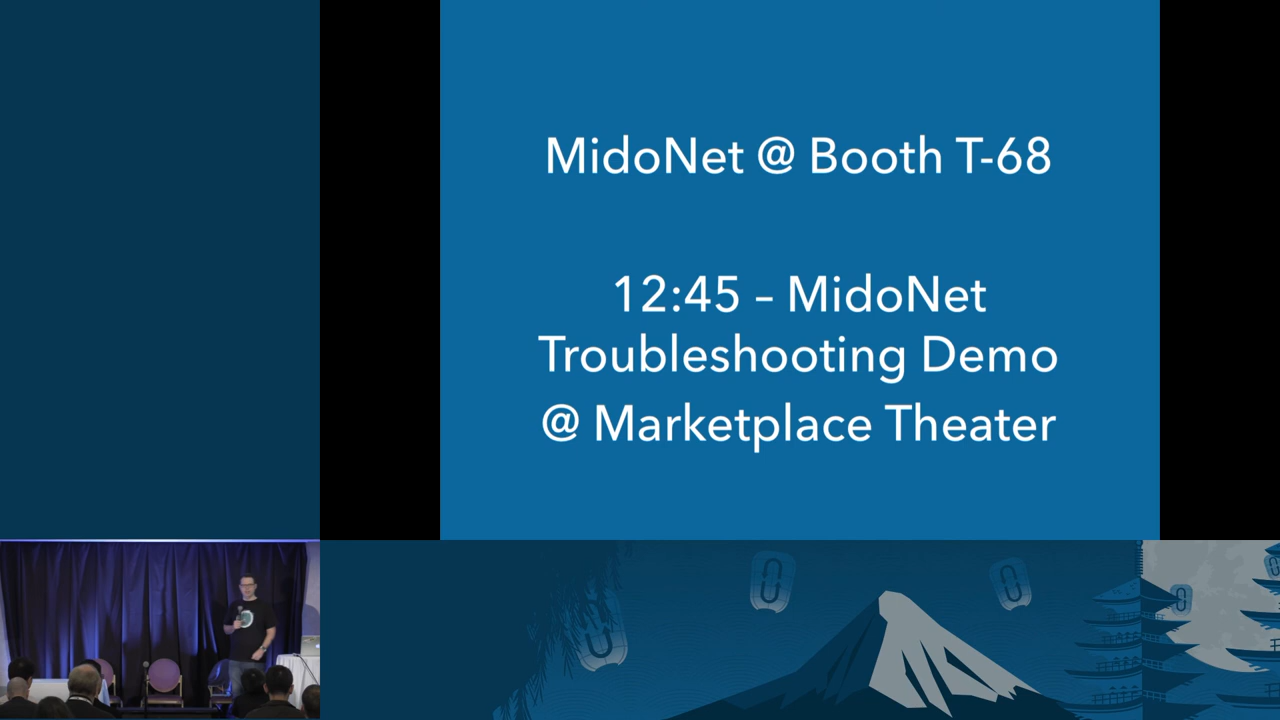 MidoNet @ Booth T-68
12:45 – MidoNet
Troubleshooting Demo
@ Marketplace Theater